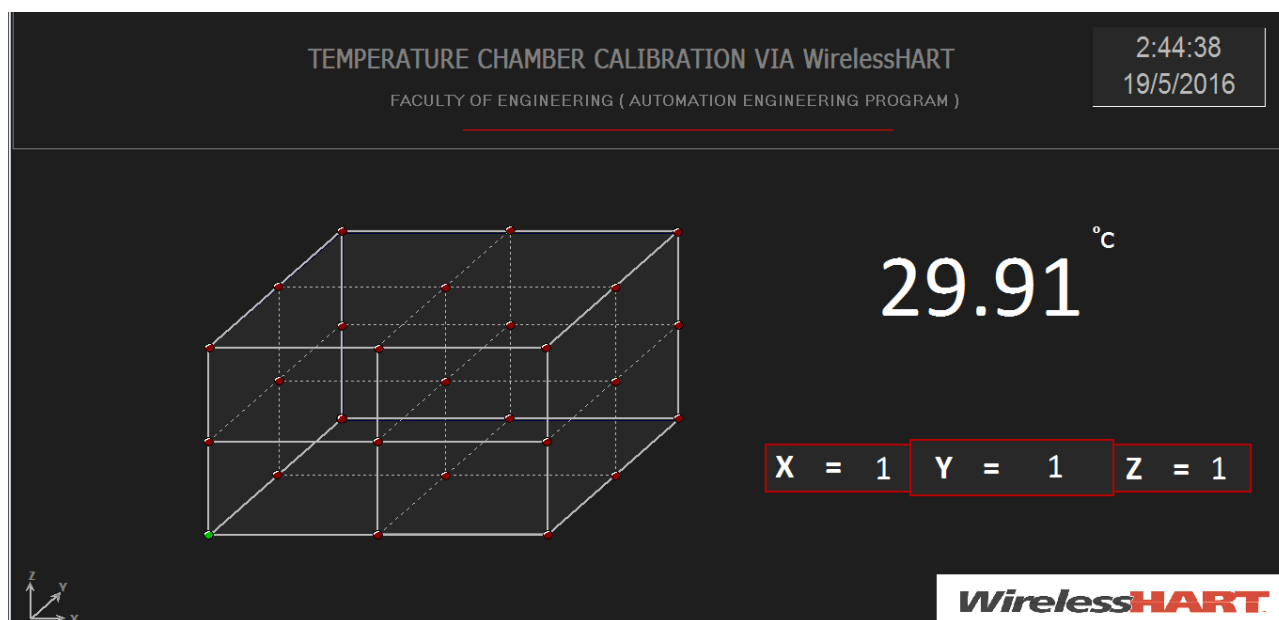 TEMPERATURE CHAMBER CALIBRATION VIA WirelessHART
FACULTY OF ENGINEERING ( AUTOMATION ENGINEERING PROGRAM )
2:44:38
19/5/2016
°C
29.91
X = 1 Y = 1 Z = 1
Z
Y
X
WirelessHART